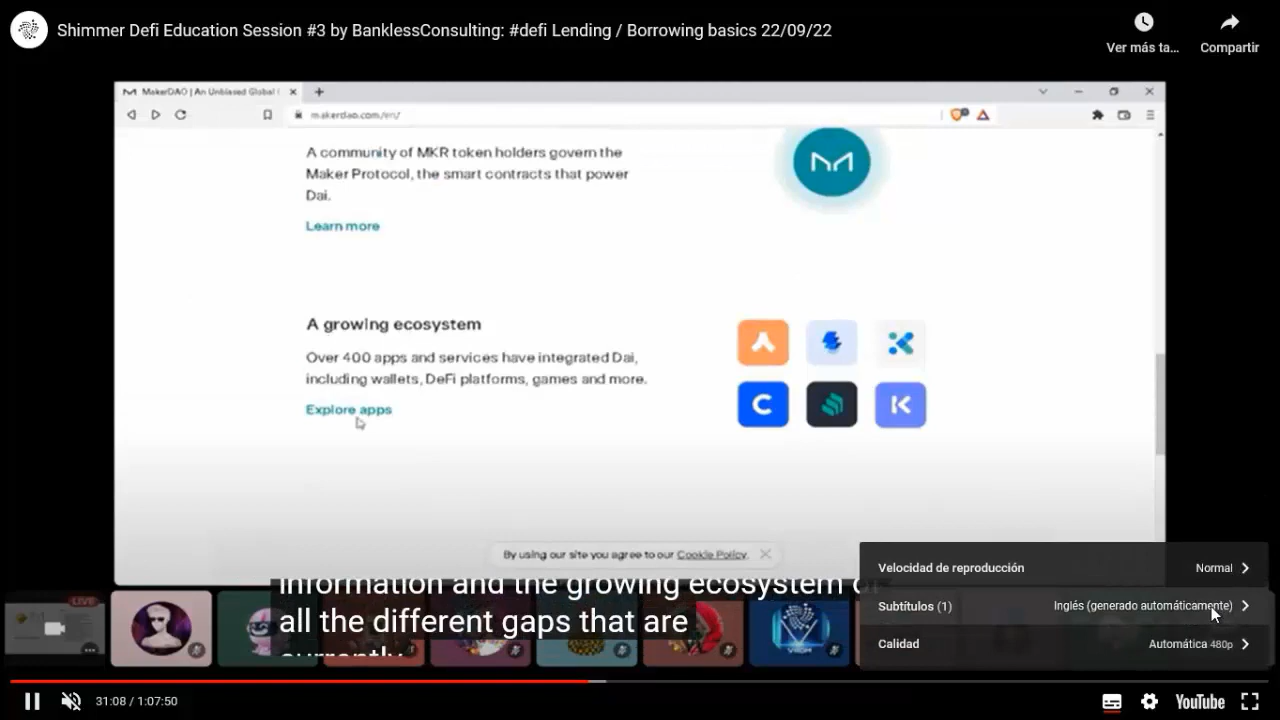 Shimmer Defi Education Session #3 by BanklessConsulting: #defi Lending / Borrowing basics 22/09/22
Ver más ta...
Compartir
MakerDAO | An Unbiased Global
makerdao.com/en/
A community of MKR token holders govern the
Maker Protocol, the smart contracts that power
Dai.
Learn more
A growing ecosystem
Over 400 apps and services have integrated Dai,
including wallets, DeFi platforms, games and more.
Explore apps
By using our site you agree to our Cookie Policy.
Velocidad de reproducción Normal
Subtítulos (1) Inglés (generado automáticamente)
Calidad Automática 480p
LIVE
information and the growing ecosystem of
all the different gaps that are
currently
31:08 / 1:07:50
YouTube